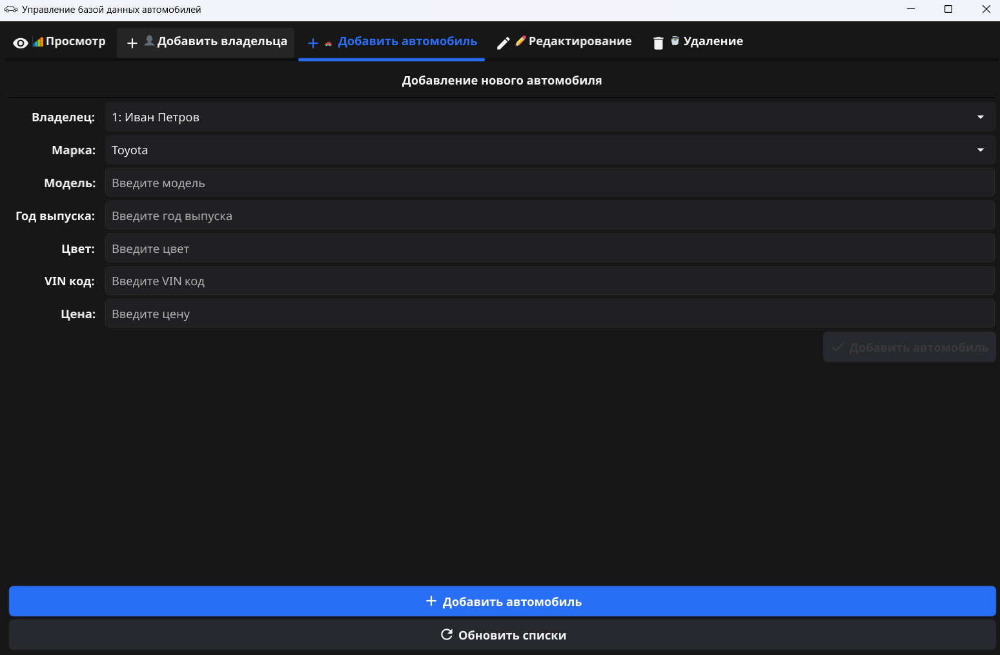 Управление базой данных автомобилей
Просмотр Добавить владельца Добавить автомобиль Редактирование Удаление
Добавление нового автомобиля
Владелец: 1: Иван Петров
Марка: Toyota
Модель: Введите модель
Год выпуска: Введите год выпуска
Цвет: Введите цвет
VIN код: Введите VIN код
Цена: Введите цену
Добавить автомобиль
Добавить автомобиль
Обновить списки